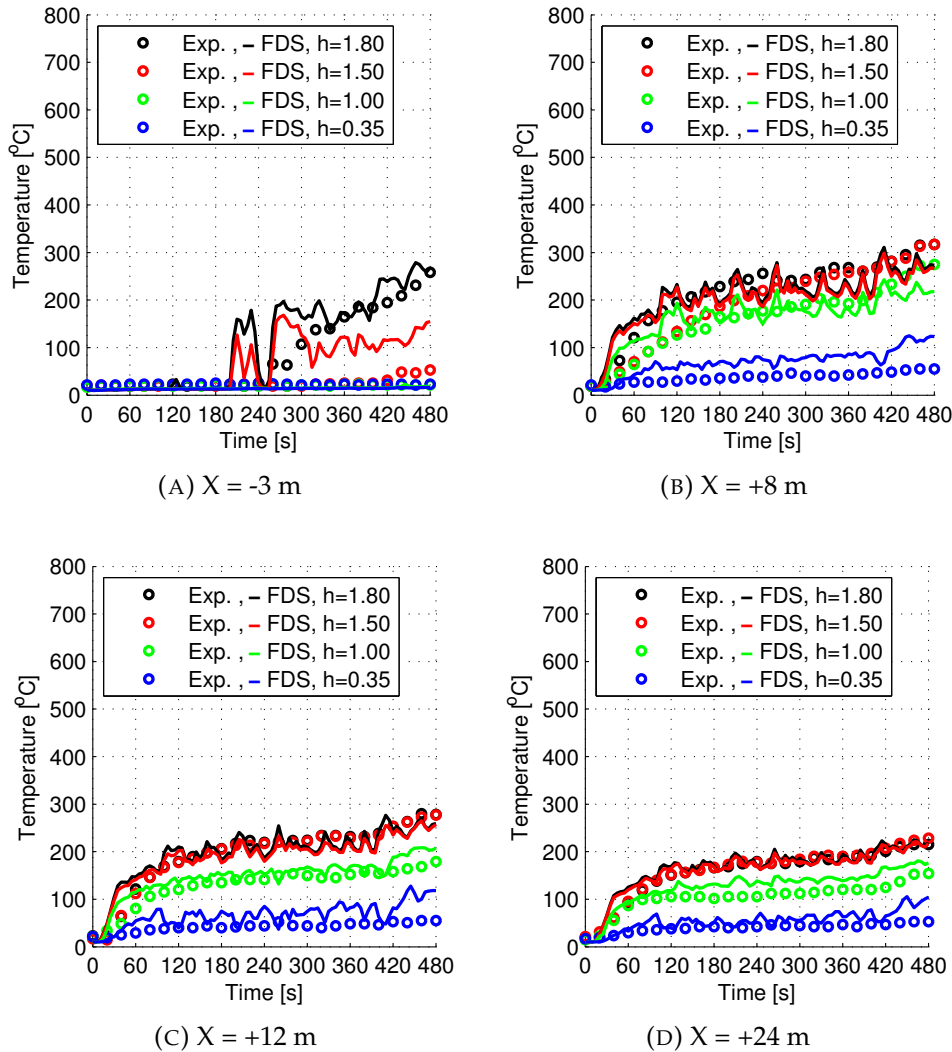 800
700
600
500
400
300
200
100
0
Temperature [°C]
Exp. , – FDS, h=1.80
Exp. , – FDS, h=1.50
Exp. , – FDS, h=1.00
Exp. , – FDS, h=0.35
0 60 120 180 240 300 360 420 480
Time [s]
(A) X = -3 m
800
700
600
500
400
300
200
100
0
Temperature [°C]
Exp. , – FDS, h=1.80
Exp. , – FDS, h=1.50
Exp. , – FDS, h=1.00
Exp. , – FDS, h=0.35
0 60 120 180 240 300 360 420 480
Time [s]
(B) X = +8 m
800
700
600
500
400
300
200
100
0
Temperature [°C]
Exp. , – FDS, h=1.80
Exp. , – FDS, h=1.50
Exp. , – FDS, h=1.00
Exp. , – FDS, h=0.35
0 60 120 180 240 300 360 420 480
Time [s]
(C) X = +12 m
800
700
600
500
400
300
200
100
0
Temperature [°C]
Exp. , – FDS, h=1.80
Exp. , – FDS, h=1.50
Exp. , – FDS, h=1.00
Exp. , – FDS, h=0.35
0 60 120 180 240 300 360 420 480
Time [s]
(D) X = +24 m